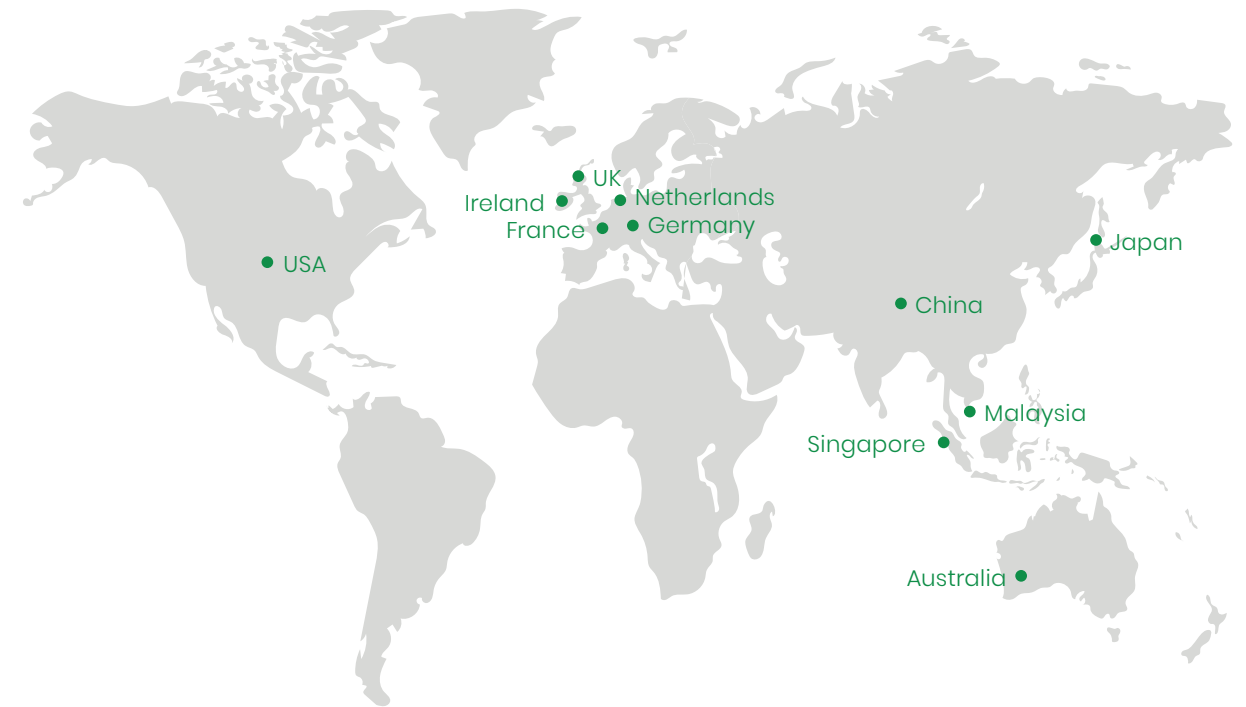 UK
Netherlands
Ireland
Germany
France
Japan
USA
China
Malaysia
Singapore
Australia